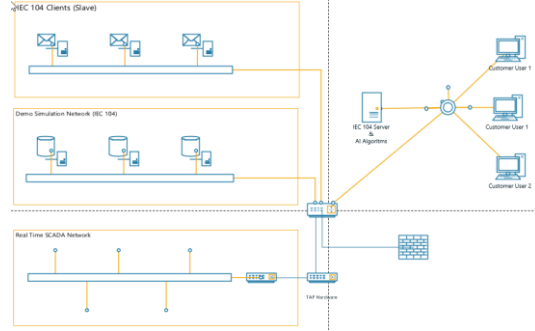 IEC 104 Clients (Slave)
Demo Simulation Network (IEC 104)
Real Time SCADA Network
IEC 104 Server
&
AI Algoritms
Customer User 1
Customer User 1
Customer User 2
TAP Hardware